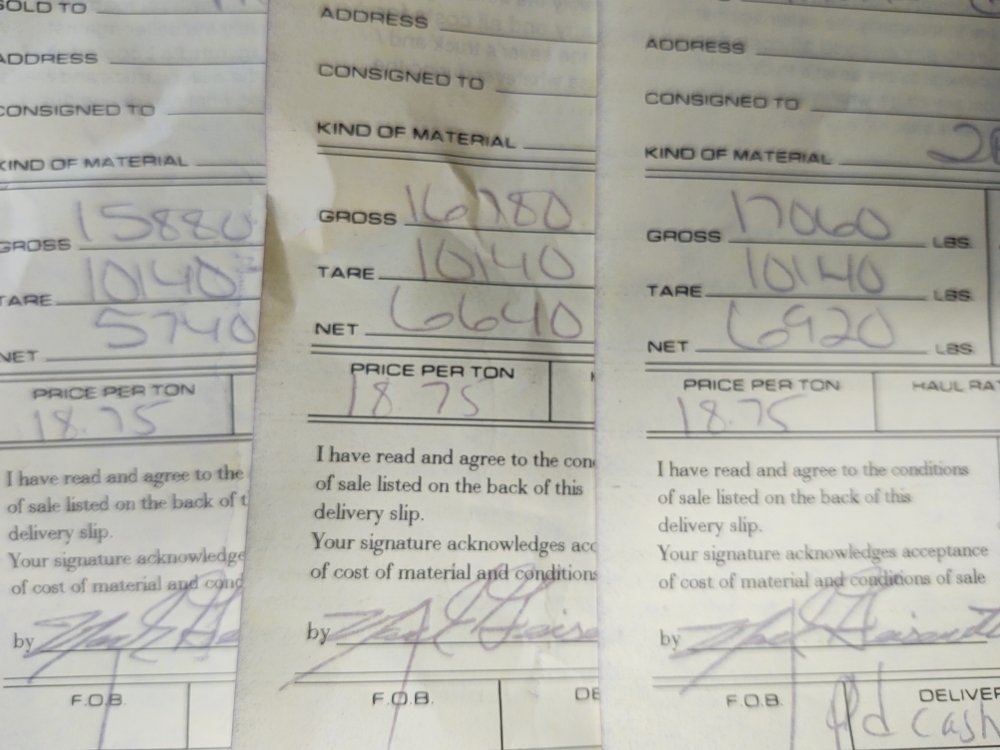 SOLD TO
ADDRESS
CONSIGNED TO
KIND OF MATERIAL
GROSS 15880
TARE 10140
NET 5740
PRICE PER TON
18.75
I have read and agree to the
of sale listed on the back of t
delivery slip.
Your signature acknowledge
of cost of material and cond
by
F.O.B.
ADDRESS
CONSIGNED TO
KIND OF MATERIAL
GROSS 16780
TARE 10140
NET 6640
PRICE PER TON
18.75
I have read and agree to the con
of sale listed on the back of this
delivery slip.
Your signature acknowledges acc
of cost of material and conditions
by
F.O.B. DE
ADDRESS
CONSIGNED TO
KIND OF MATERIAL
GROSS 17060 LBS
TARE 10140 LBS
NET 6920 LBS
PRICE PER TON HAUL RA
18.75
I have read and agree to the conditions
of sale listed on the back of this
delivery slip.
Your signature acknowledges acceptance
of cost of material and conditions of sale
by
F.O.B. DELIVER
pd cash